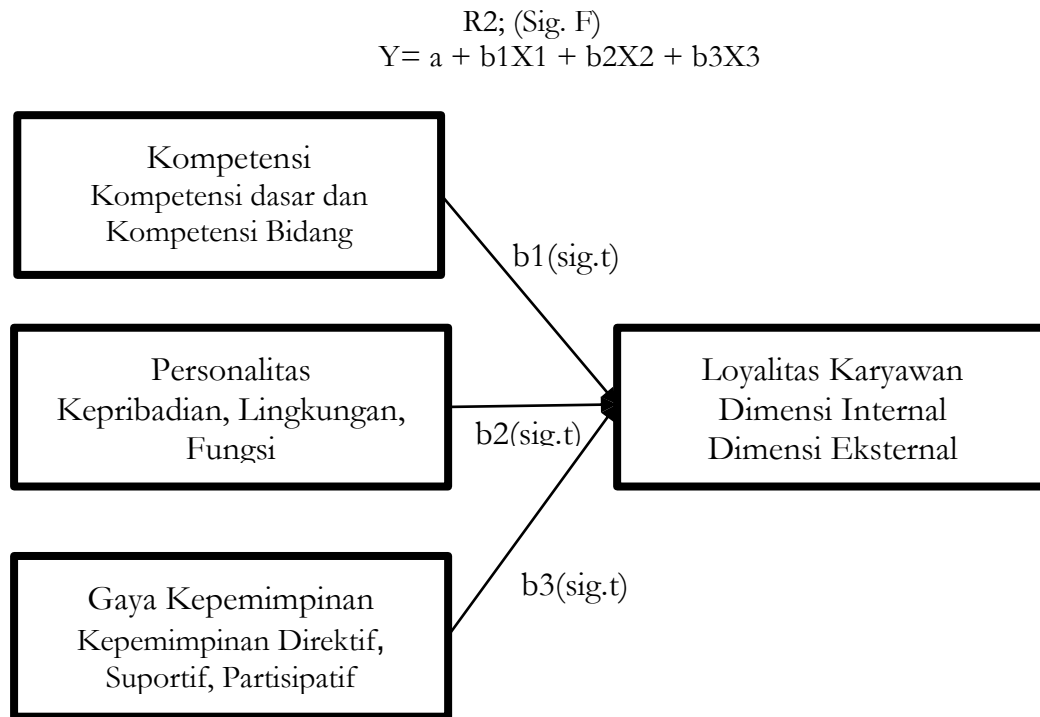 R2; (Sig. F)
Y= a + b1X1 + b2X2 + b3X3
Kompetensi
Kompetensi dasar dan
Kompetensi Bidang
b1(sig.t)
Personalitas
Kepribadian, Lingkungan,
Fungsi
b2(sig.t)
Loyalitas Karyawan
Dimensi Internal
Dimensi Eksternal
b3(sig.t)
Gaya Kepemimpinan
Kepemimpinan Direktif,
Suportif, Partisipatif